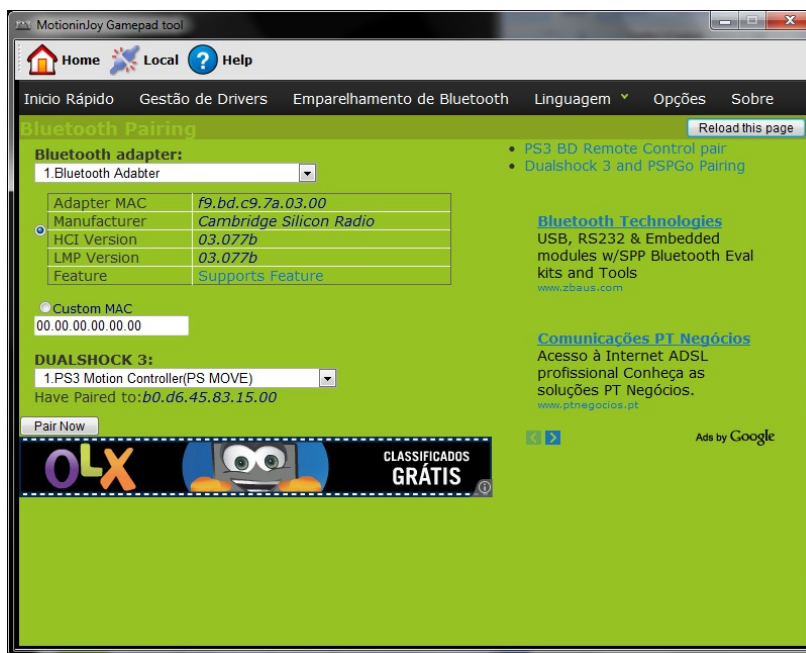 MotioninJoy Gamepad tool
Home Local Help
Inicio Rápido Gestão de Drivers Emparelhamento de Bluetooth Linguagem Opções Sobre
Bluetooth Pairing
Reload this page
Bluetooth adapter:
1.Bluetooth Adabter
Adapter MAC f9.bd.c9.7a.03.00
Manufacturer Cambridge Silicon Radio
HCI Version 03.077b
LMP Version 03.077b
Feature Supports Feature
Custom MAC
00.00.00.00.00.00
DUALSHOCK 3:
1.PS3 Motion Controller(PS MOVE)
Have Paired to:b0.d6.45.83.15.00
Pair Now
OLX
CLASSIFICADOS
GRÁTIS
PS3 BD Remote Control pair
Dualshock 3 and PSPGo Pairing
Bluetooth Technologies
USB, RS232 & Embedded
modules w/SPP Bluetooth Eval
kits and Tools
www.zbaus.com
Comunicações PT Negócios
Acesso à Internet ADSL
profissional Conheça as
soluções PT Negócios.
www.ptnegocios.pt
Ads by Google